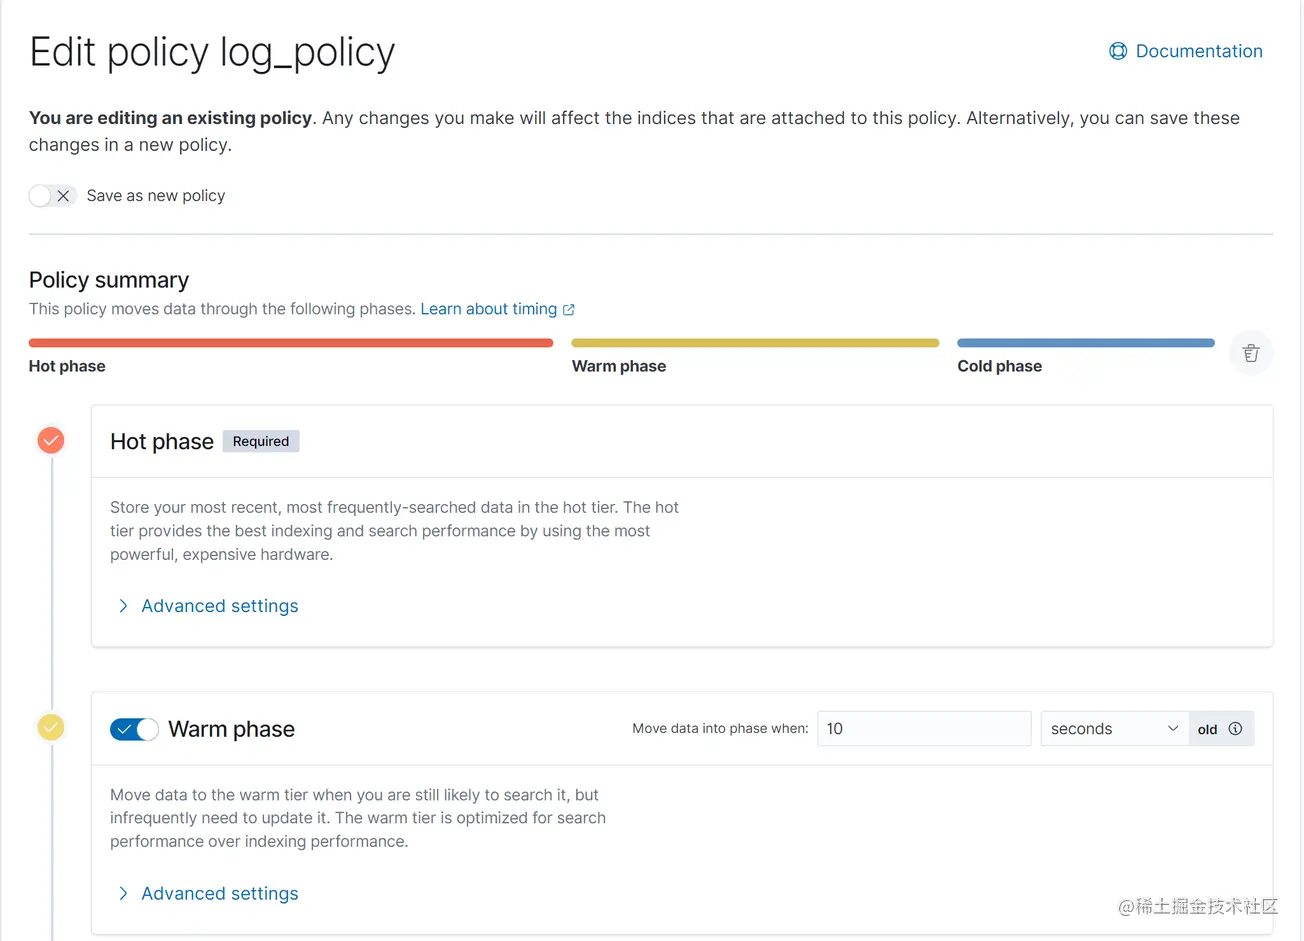 Edit policy log_policy
Documentation
You are editing an existing policy. Any changes you make will affect the indices that are attached to this policy. Alternatively, you can save these
changes in a new policy.
Save as new policy
Policy summary
This policy moves data through the following phases. Learn about timing
Hot phase
Warm phase
Cold phase
Hot phase Required
Store your most recent, most frequently-searched data in the hot tier. The hot
tier provides the best indexing and search performance by using the most
powerful, expensive hardware.
Advanced settings
Warm phase
Move data into phase when: 10 seconds old
Move data to the warm tier when you are still likely to search it, but
infrequently need to update it. The warm tier is optimized for search
performance over indexing performance.
Advanced settings
@稀土掘金技术社区